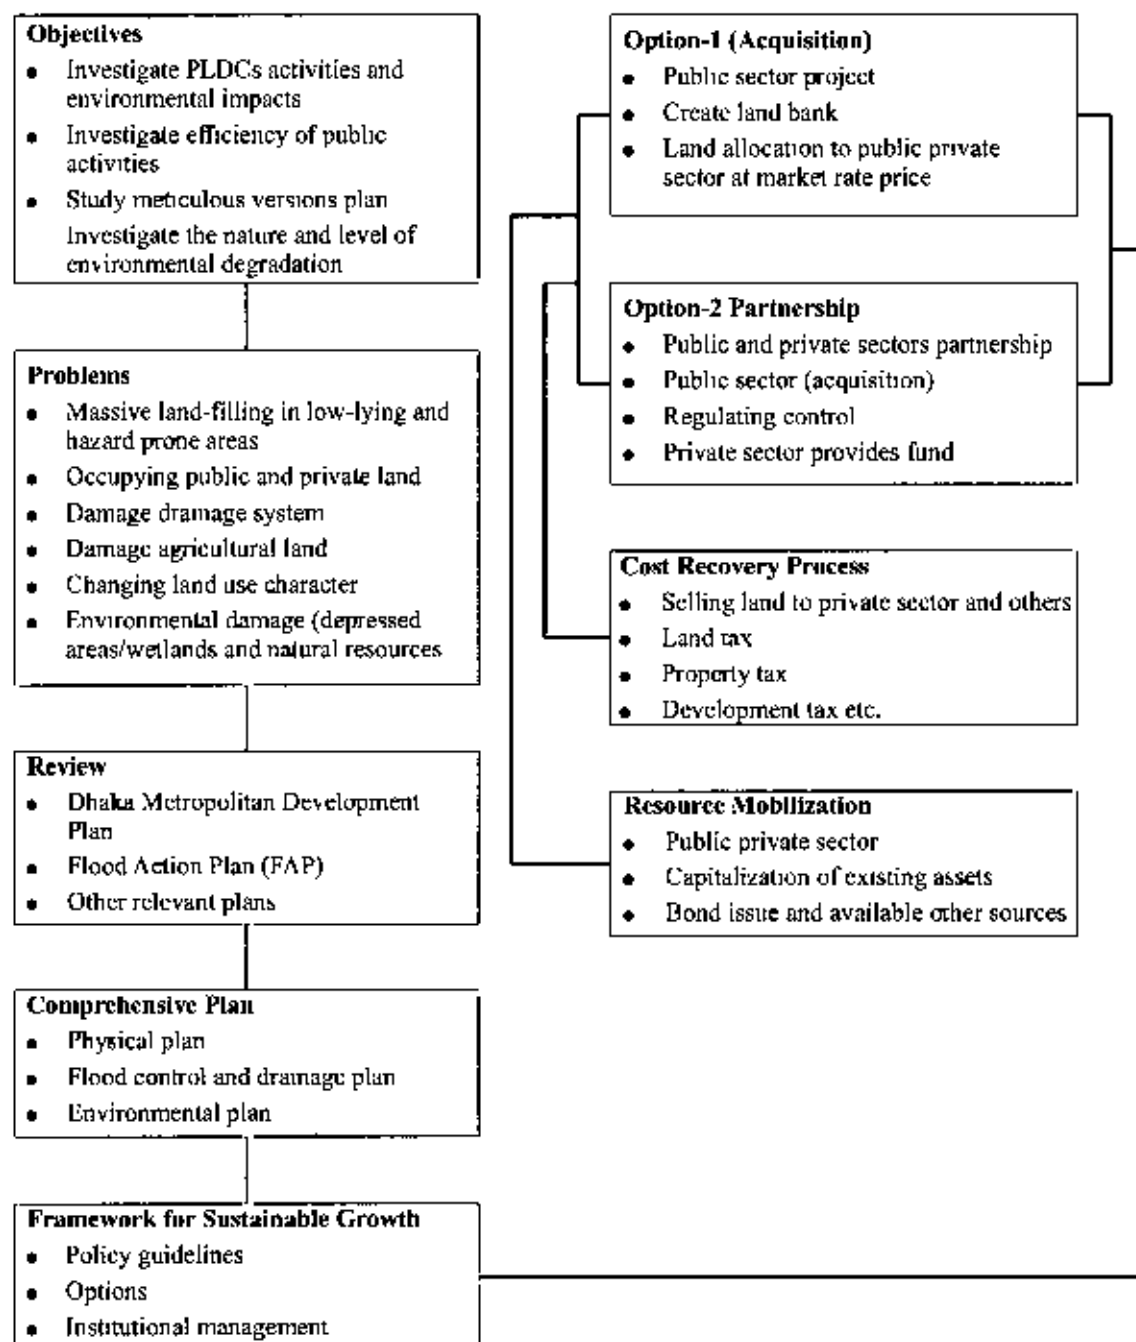 Objectives
• Investigate PLDCs activities and
environmental impacts
• Investigate efficiency of public
activities
• Study meticulous versions plan
Investigate the nature and level of
environmental degradation
Problems
• Massive land-filling in low-lying and
hazard prone areas
• Occupying public and private land
• Damage dramage system
• Damage agricultural land
• Changing land use character
• Environmental damage (depressed
areas/wetlands and natural resources
Review
• Dhaka Metropolitan Development
Plan
• Flood Action Plan (FAP)
• Other relevant plans
Comprehensive Plan
• Physical plan
• Flood control and dramage plan
• Environmental plan
Framework for Sustainable Growth
• Policy guidelines
• Options
• Institutional management
Option-1 (Acquisition)
• Public sector project
• Create land bank
• Land allocation to public private
sector at market rate price
Option-2 Partnership
• Public and private sectors partnership
• Public sector (acquisition)
• Regulating control
• Private sector provides fund
Cost Recovery Process
• Selling land to private sector and others
• Land tax
• Property tax
• Development tax etc.
Resource Mobilization
• Public private sector
• Capitalization of existing assets
• Bond issue and available other sources